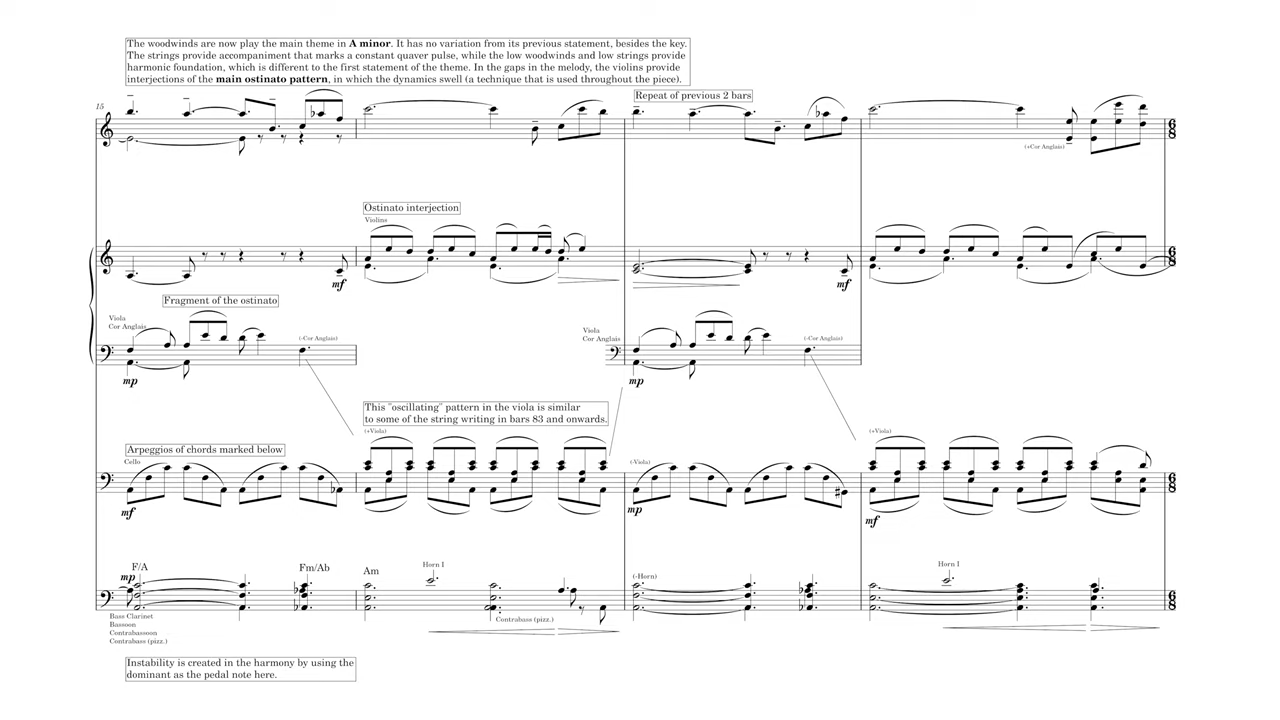 The woodwinds are now play the main theme in A minor. It has no variation from its previous statement, besides the key.
The strings provide accompaniment that marks a constant quaver pulse, while the low woodwinds and low strings provide
harmonic foundation, which is different to the first statement of the theme. In the gaps in the melody, the violins provide
interjections of the main ostinato pattern, in which the dynamics swell (a technique that is used throughout the piece).
Repeat of previous 2 bars
15
6
8
(+Cor Anglais)
Ostinato interjection
Violins
6
8
mf
mf
Fragment of the ostinato
Viola
Cor Anglais
(-Cor Anglais)
Viola
Cor Anglais
(-Cor Anglais)
mp
mp
This "oscillating" pattern in the viola is similar
to some of the string writing in bars 83 and onwards.
(+Viola)
(+Viola)
Arpeggios of chords marked below
Cello
(-Viola)
6
8
mf
mp
mf
F/A
Fm/Ab
Am
Horn I
Horn I
mp
(-Horn)
6
8
Bass Clarinet
Bassoon
Contrabassoon
Contrabass (pizz.)
Contrabass (pizz.)
Instability is created in the harmony by using the
dominant as the pedal note here.